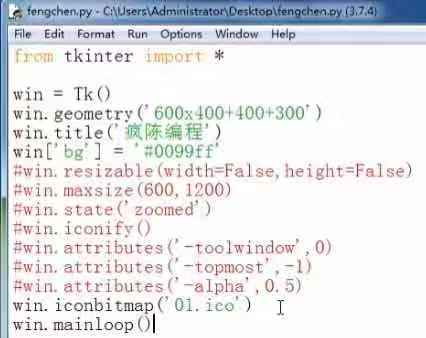 fengchen.py - C:\Users\Administrator\Desktop\fengchen.py (3.7.4)
File Edit Format Run Options Window Help
from tkinter import *
win = Tk()
win.geometry('600x400+400+300')
win.title('疯陈编程')
win['bg'] = '#0099ff'
#win.resizable(width=False,height=False)
#win.maxsize(600,1200)
#win.state('zoomed')
#win.iconify()
#win.attributes('-toolwindow',0)
#win.attributes('-topmost',-1)
#win.attributes('-alpha',0.5)
win.iconbitmap('01.ico')
win.mainloop()